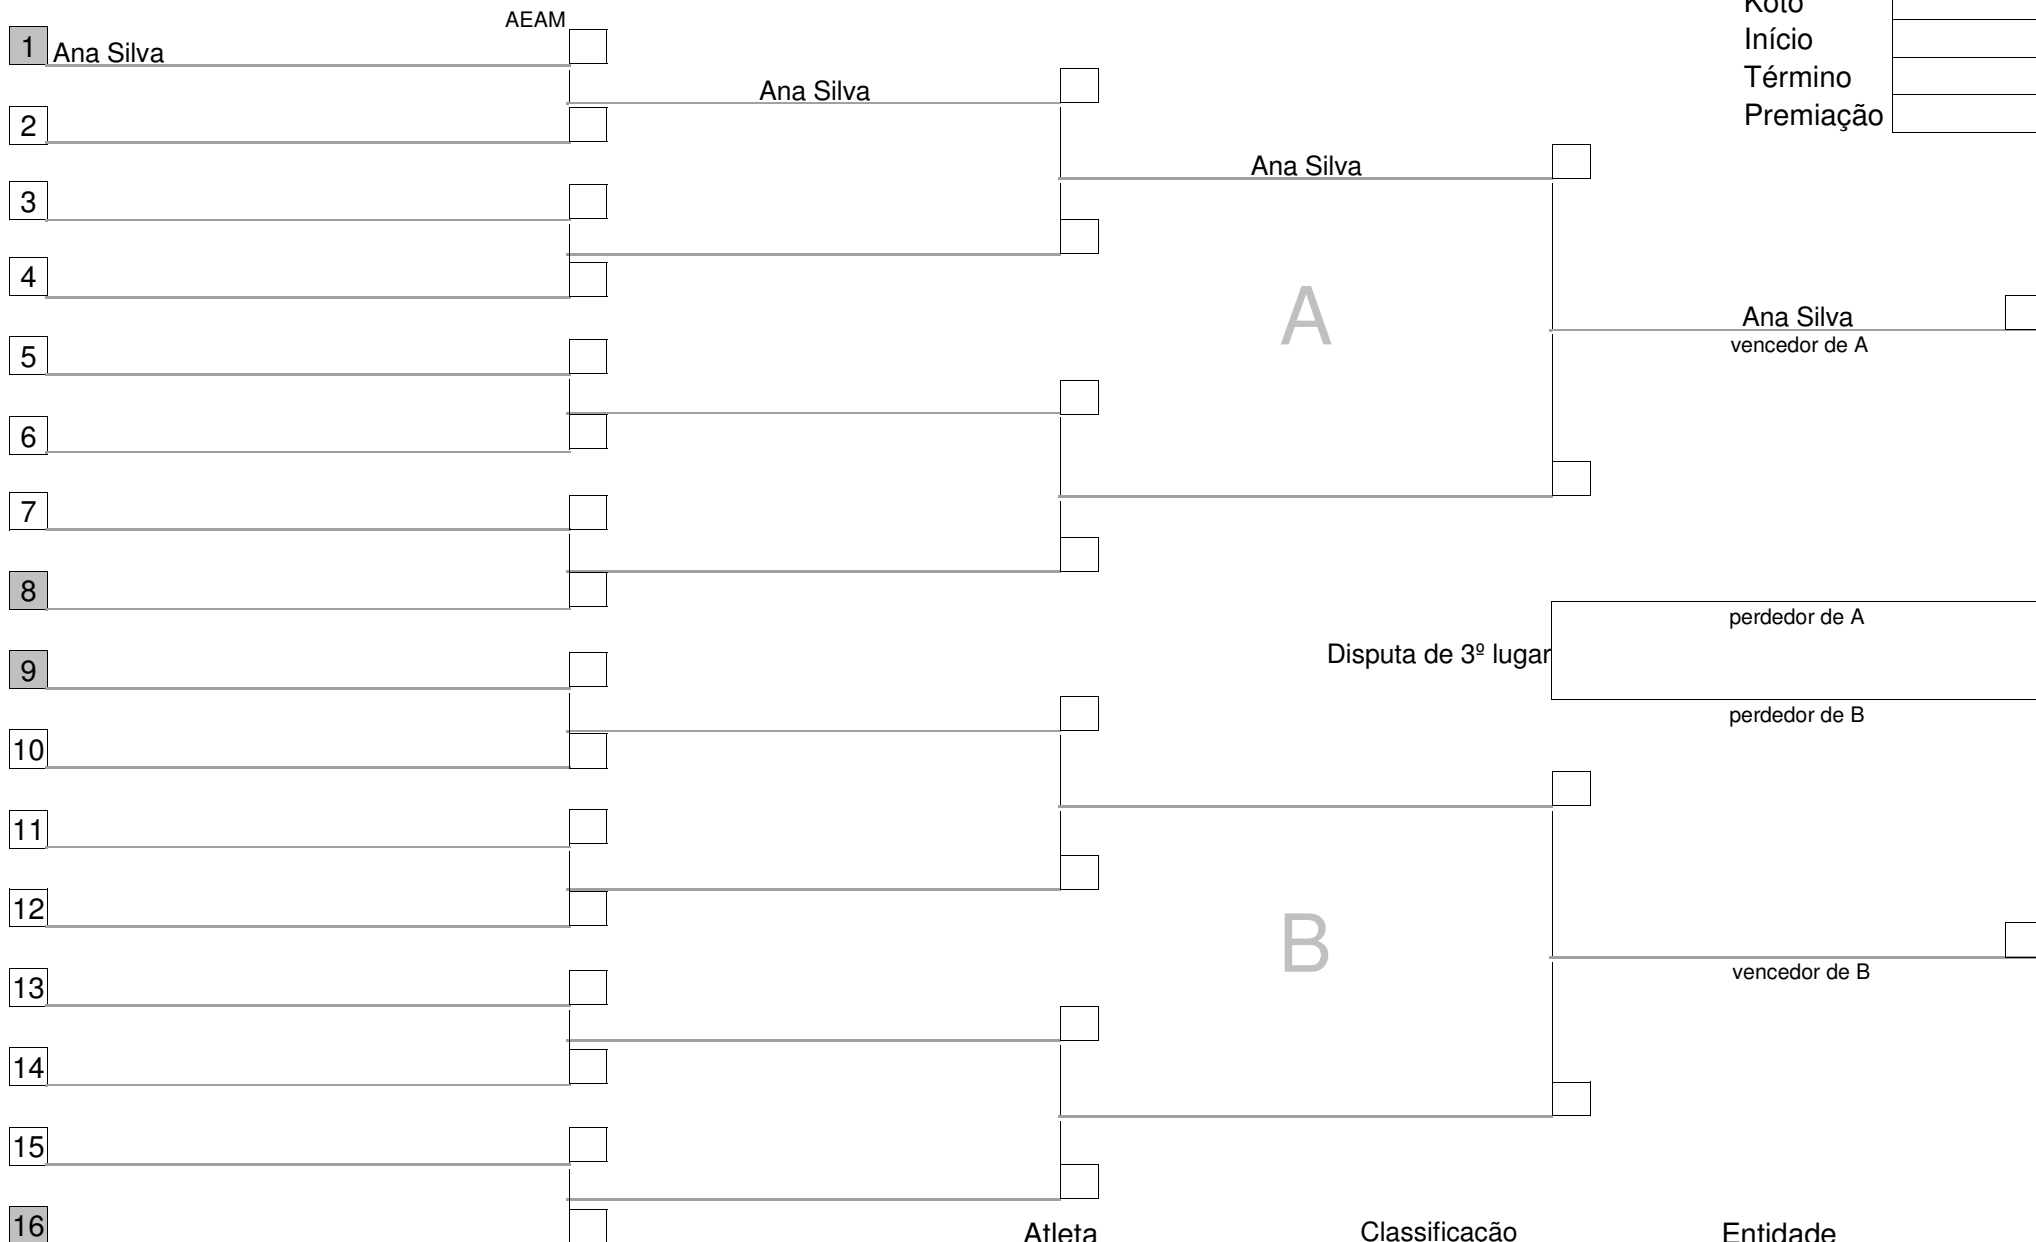 AEAM
Koto
1 Ana Silva
Início
Ana Silva
Término
2
Premiação
Ana Silva
3
4
A
Ana Silva
vencedor de A
5
6
7
8
perdedor de A
Disputa de 3º lugar
9
perdedor de B
10
11
12
B
vencedor de B
13
14
15
16
Atleta Classificação Entidade